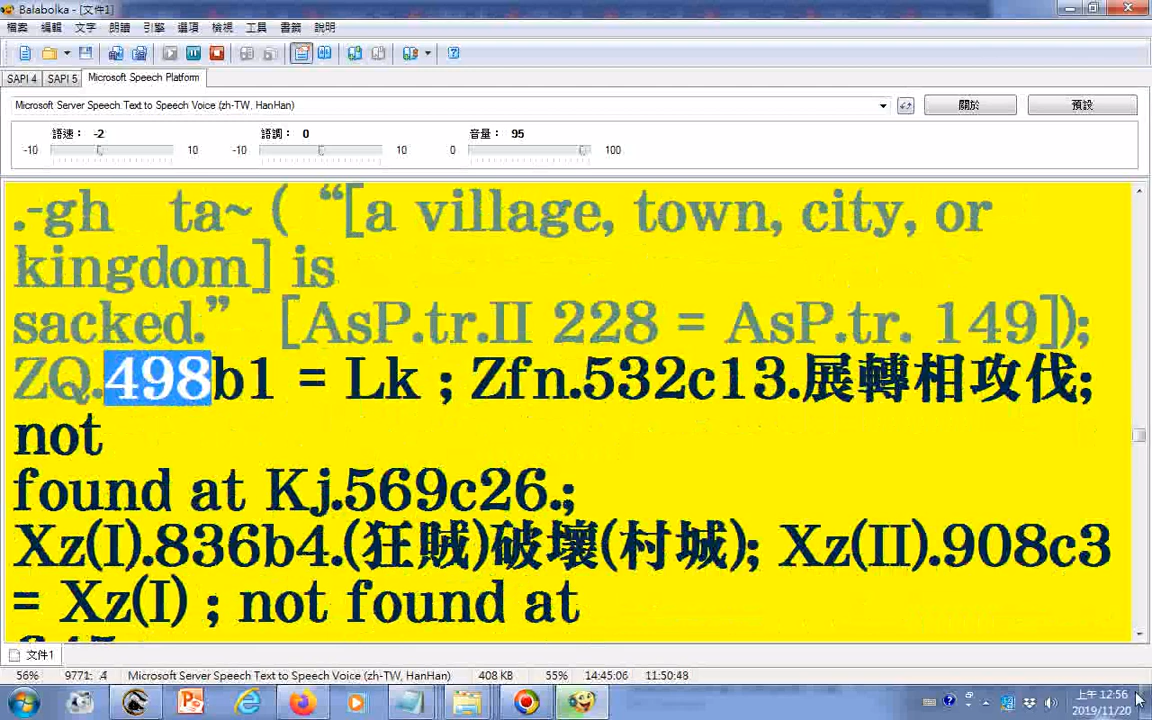 Balabolka - [文件1]
檔案 編輯 文字 朗讀 引擎 選項 檢視 工具 書籤 說明
SAPI 4 SAPI 5 Microsoft Speech Platform
Microsoft Server Speech Text to Speech Voice (zh-TW, HanHan) 關於 預設
語速： -2 語調： 0 音量： 95
-10 10 -10 10 0 100
.-gh ta~ ( “[a village, town, city, or
kingdom] is
sacked.” [AsP.tr.II 228 = AsP.tr. 149]);
ZQ.498b1 = Lk ; Zfn.532c13.展轉相攻伐;
not
found at Kj.569c26.;
Xz(I).836b4.(狂賊)破壞(村城); Xz(II).908c3
= Xz(I) ; not found at
文件1
56% 9771: 4 Microsoft Server Speech Text to Speech Voice (zh-TW, HanHan) 408 KB 55% 14:45:06 11:50:48
上午 12:56
2019/11/20